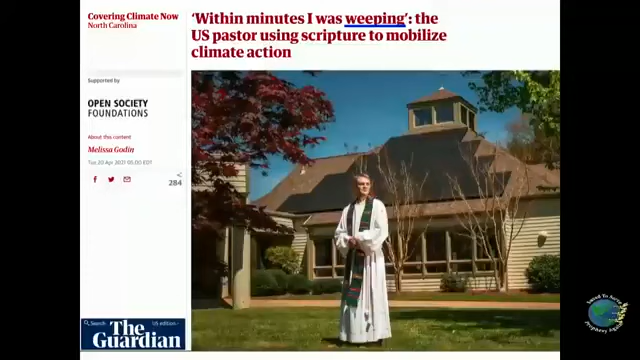 Covering Climate Now
North Carolina
‘Within minutes I was weeping’: the
US pastor using scripture to mobilize
climate action
Supported by
OPEN SOCIETY
FOUNDATIONS
About this content
Melissa Godin
Tue 20 Apr 2021 05.00 EDT
284
Search
US edition
The
Guardian